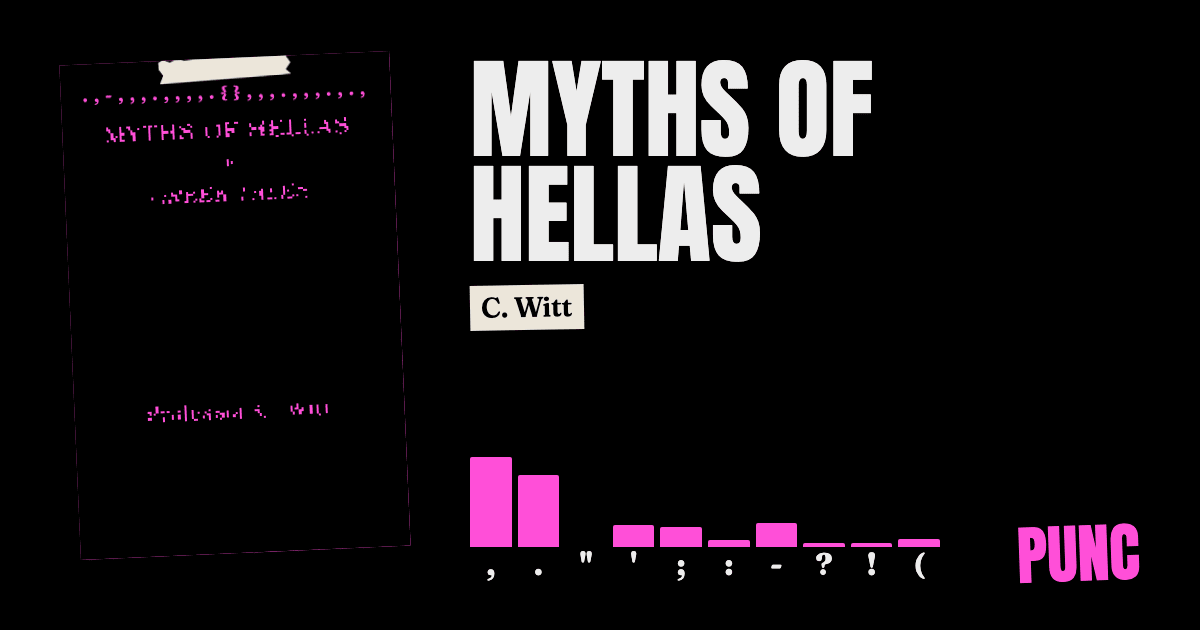 .,-,,,.,,,,.{},,,.,,,.,.,
MYTHS OF HELLAS
MYTHS OF
HELLAS
C. Witt
, . " ' ; : - ? ! (
PUNC